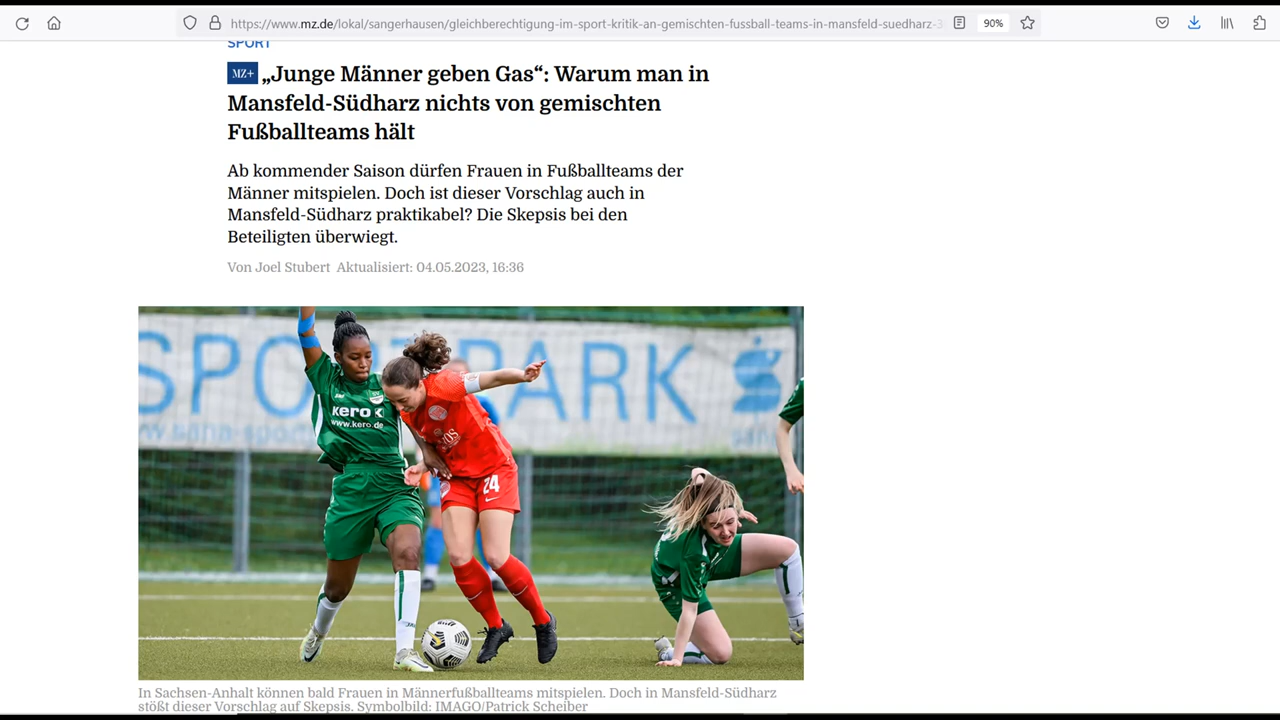 https://www.mz.de/lokal/sangerhausen/gleichberechtigung-im-sport-kritik-an-gemischten-fussball-teams-in-mansfeld-suedharz-3
90%
SPORT
MZ+ „Junge Männer geben Gas“: Warum man in
Mansfeld-Südharz nichts von gemischten
Fußballteams hält
Ab kommender Saison dürfen Frauen in Fußballteams der
Männer mitspielen. Doch ist dieser Vorschlag auch in
Mansfeld-Südharz praktikabel? Die Skepsis bei den
Beteiligten überwiegt.
Von Joel Stubert Aktualisiert: 04.05.2023, 16:36
SPO
PARK
kero
www.kero.de
24
In Sachsen-Anhalt können bald Frauen in Männerfußballteams mitspielen. Doch in Mansfeld-Südharz
stößt dieser Vorschlag auf Skepsis. Symbolbild: IMAGO/Patrick Scheiber